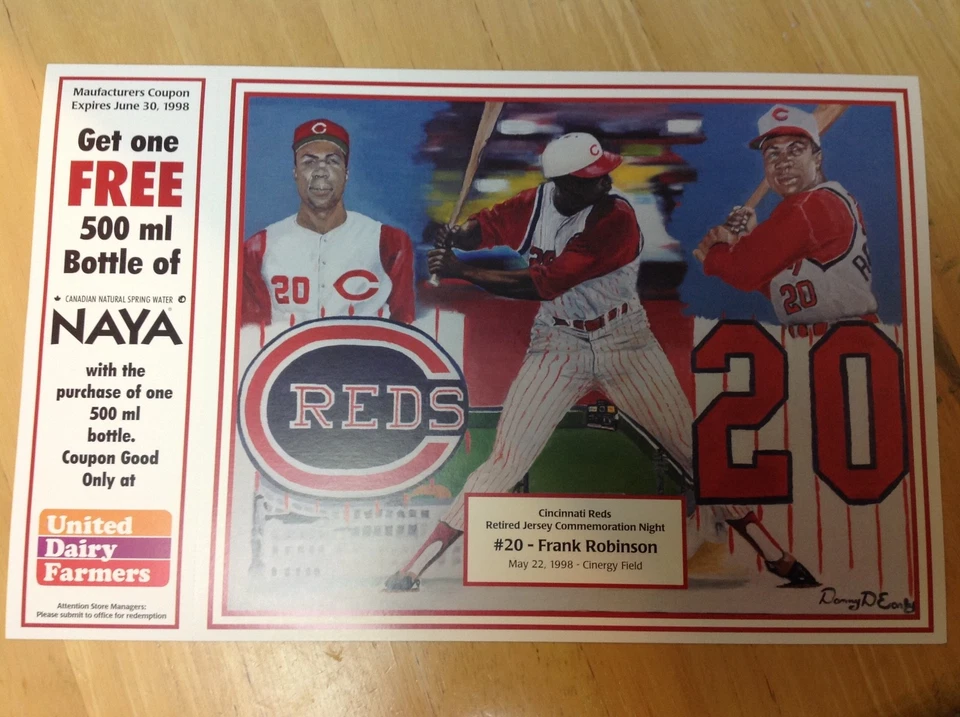 Maufacturers Coupon
Expires June 30, 1998
Get one
FREE
500 ml
Bottle of
CANADIAN NATURAL SPRING WATER
NAYA
with the
purchase of one
500 ml
bottle.
Coupon Good
Only at
United
Dairy
Farmers
Attention Store Managers:
Please submit to office for redemption
C
20
C
C
20
C
20
REDS
20
Cincinnati Reds
Retired Jersey Commemoration Night
#20 - Frank Robinson
May 22, 1998 - Cinergy Field